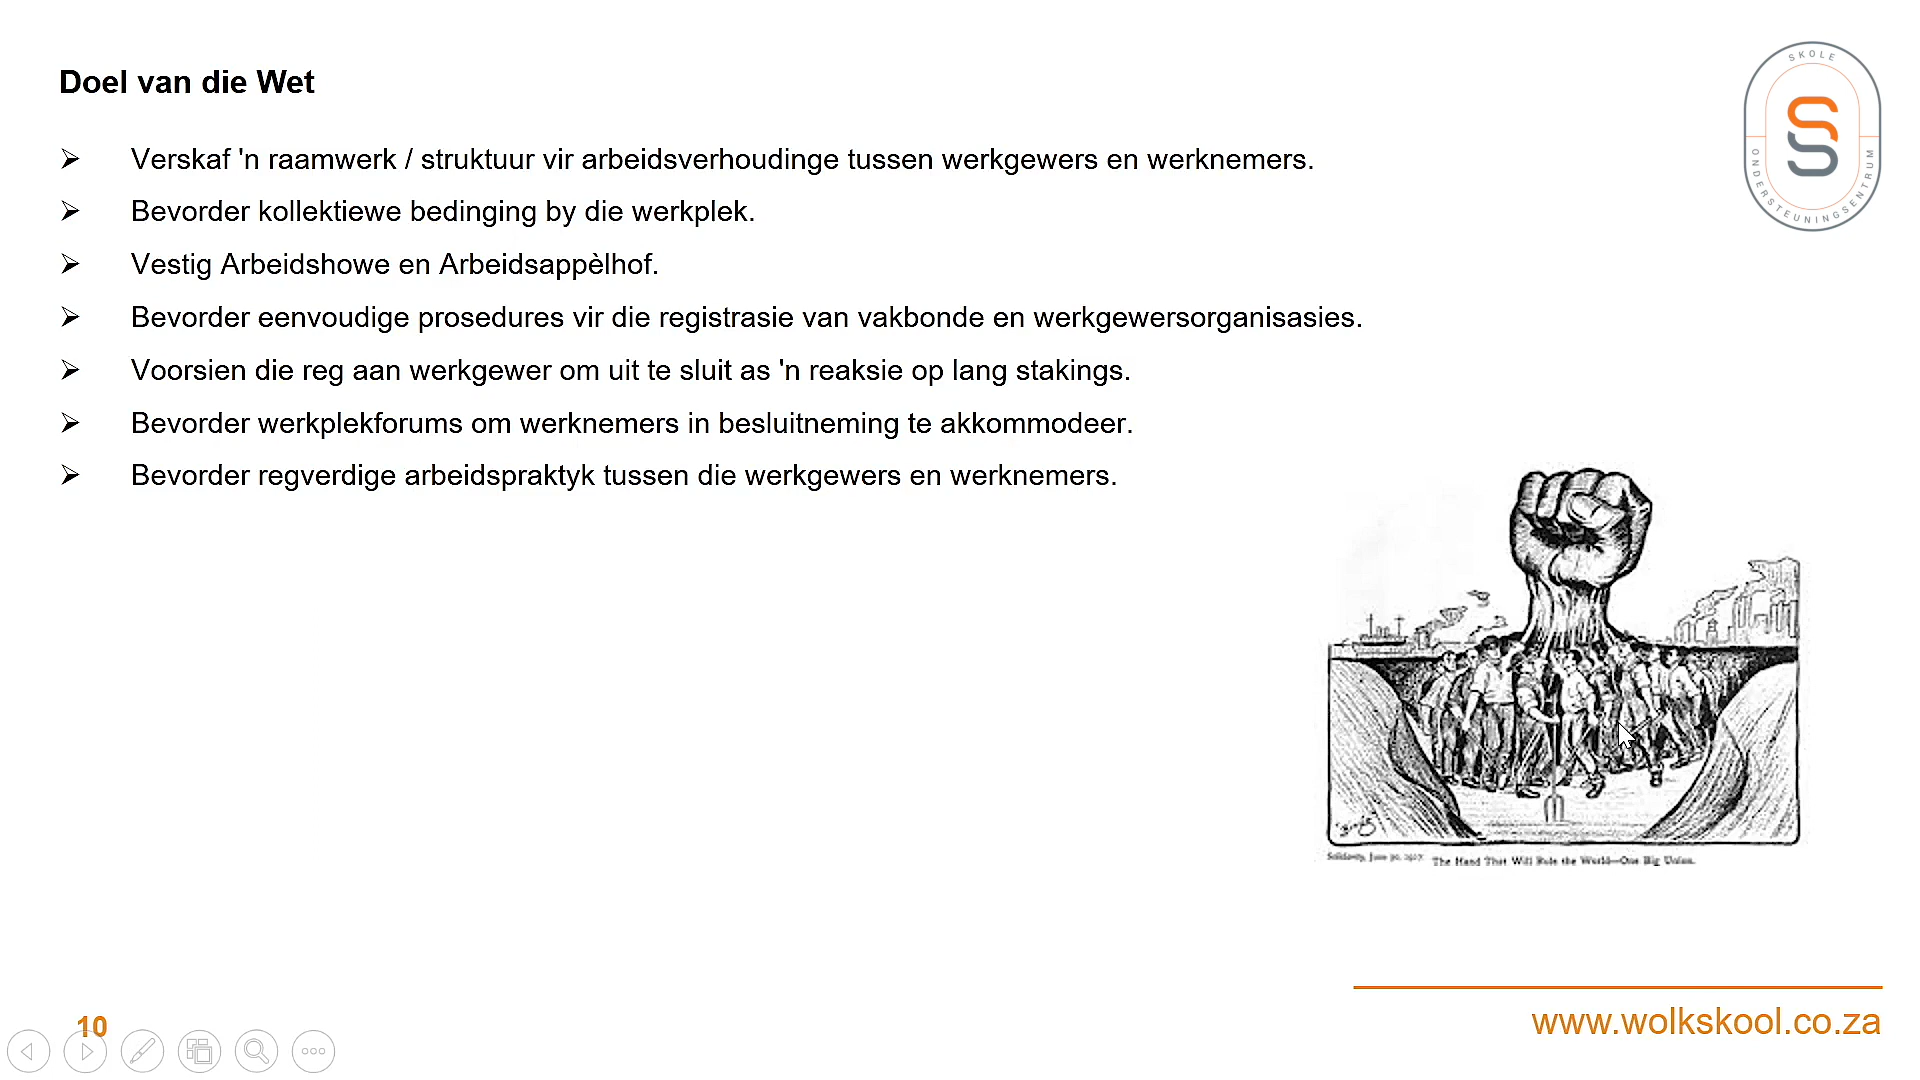 Doel van die Wet
SKOLE
ONDERSTEUNINGSENTRUM
➢ Verskaf 'n raamwerk / struktuur vir arbeidsverhoudinge tussen werkgewers en werknemers.
➢ Bevorder kollektiewe bedinging by die werkplek.
➢ Vestig Arbeidshowe en Arbeidsappèlhof.
➢ Bevorder eenvoudige prosedures vir die registrasie van vakbonde en werkgewersorganisasies.
➢ Voorsien die reg aan werkgewer om uit te sluit as 'n reaksie op lang stakings.
➢ Bevorder werkplekforums om werknemers in besluitneming te akkommodeer.
➢ Bevorder regverdige arbeidspraktyk tussen die werkgewers en werknemers.
Solidarity, June 30, 1917. The Hand That Will Rule the World—One Big Union.
10
www.wolkskool.co.za